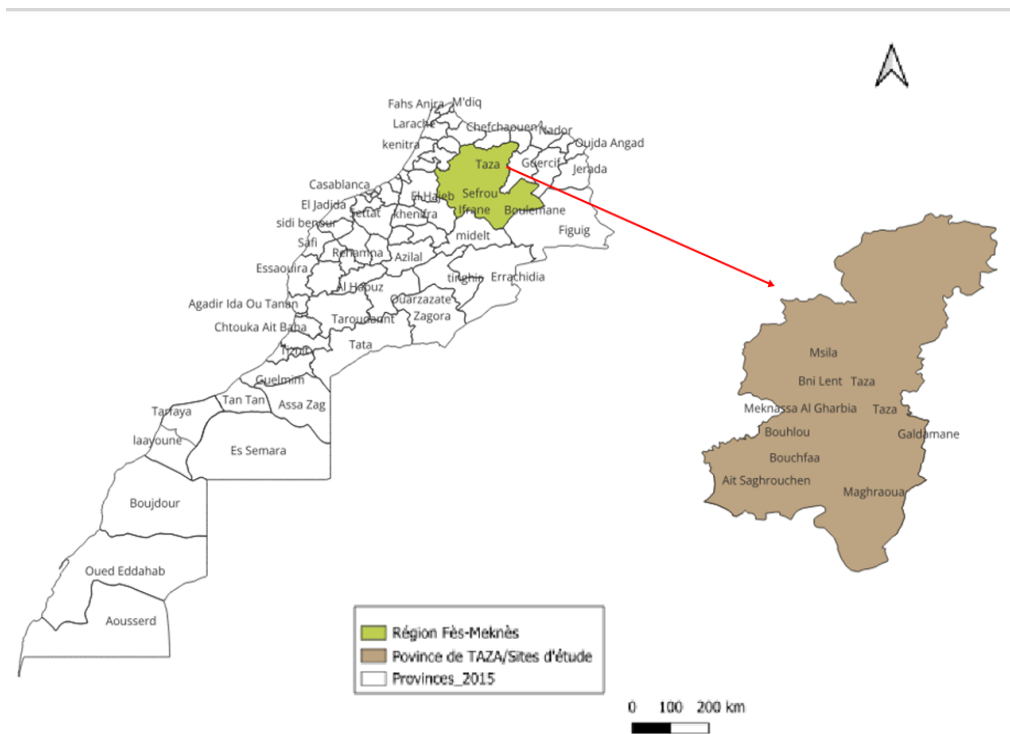 Fahs Anjra M'diq
Larache Chefchaouen Nador
kenitra Oujda Angad
Taza Guercif Jerada
Casablanca El Hajeb Sefrou
El Jadida Settat khenifra Ifrane Boulemane
sidi benour Figuig
Safi midelt
Rehamna Azilal
Essaouira tinghir Errachidia
Al Haouz
Agadir Ida Ou Tanan Ouarzazate
Chtouka Ait Baha Taroudannt Zagora
Tata
Guelmim
Tan Tan Assa Zag
Tarfaya
laayoune Es Semara
Boujdour
Oued Eddahab
Aousserd
Msila
Bni Lent Taza
Meknassa Al Gharbia Taza
Bouhlou Galdamane
Bouchfaa
Ait Saghrouchen
Maghraoua
Région Fès-Meknès
Povince de TAZA/Sites d'étude
Provinces_2015
0 100 200 km